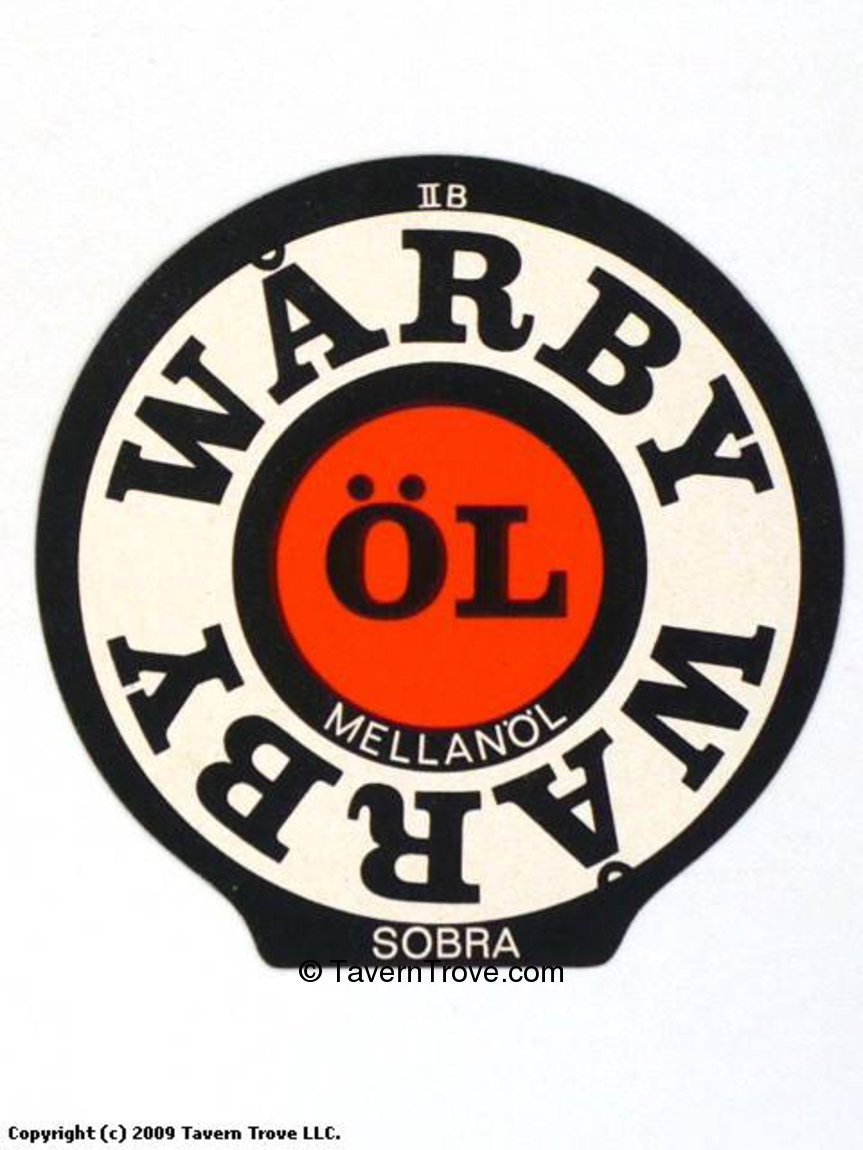 IIB
WÅRBY
ÖL
MELLANÖL
WÅRBY
SOBRA
© TavernTrove.com
Copyright (c) 2009 Tavern Trove LLC.